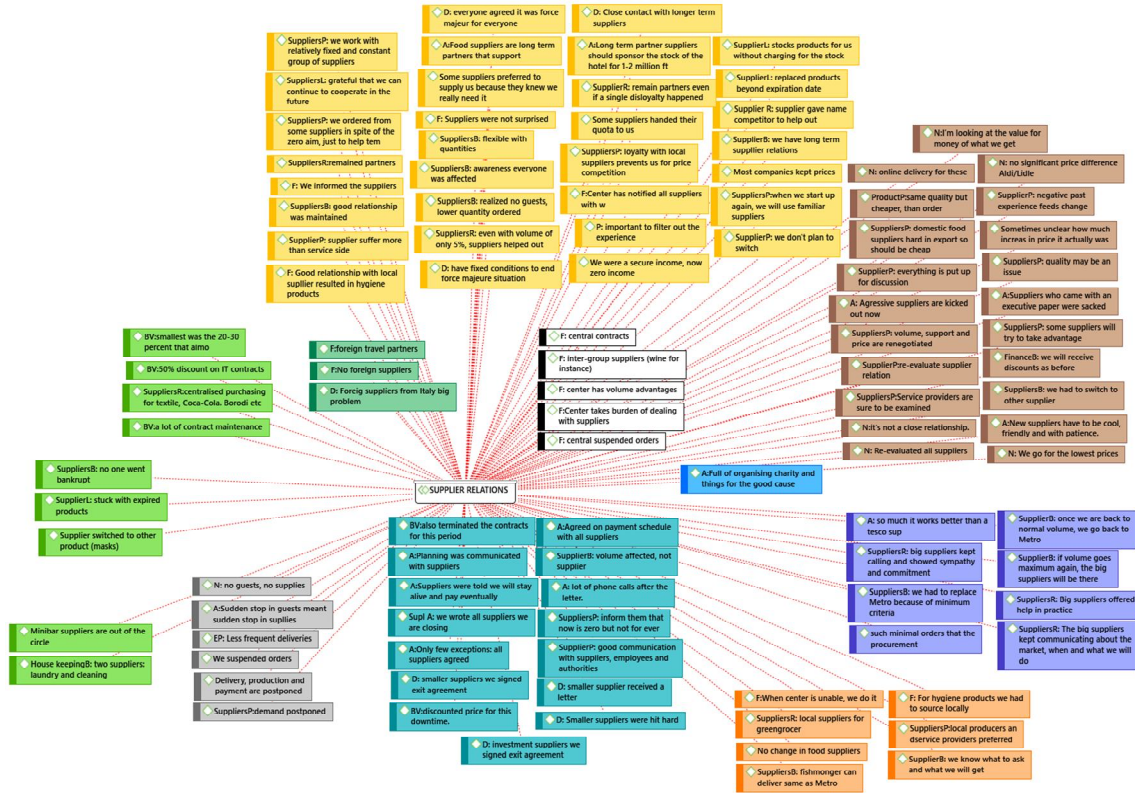 SuppliersP: we work with
relatively fixed and constant
group of suppliers
SuppliersL: grateful that we can
continue to cooperate in the
future
SuppliersP: we ordered from
some suppliers in spite of the
zero aim, just to help tem
SuppliersR:remained partners
F: We informed the suppliers
SuppliersB: good relationship
was maintained
SupplierP: supplier suffer more
than service side
F: Good relationship with local
supllier resulted in hygiene
products
D: everyone agreed it was force
majeur for everyone
A:Food suppliers are long term
partners that support
Some suppliers preferred to
supply us because they knew we
really need it
F: Suppliers were not surprised
SuppliersB: flexible with
quantities
SuppliersB: awareness everyone
was affected
SuppliersB: realized no guests,
lower quantity ordered
SuppliersR: even with volume of
only 5%, suppliers helped out
D: have fixed conditions to end
force majeure situation
D: Close contact with longer term
suppliers
A:Long term partner suppliers
should sponsor the stock of the
hotel for 1-2 million ft
SupplierR: remain partners even
if a single disloyalty happened
Some suppliers handed their
quota to us
SuppliersP: loyalty with local
suppliers prevents us for price
competition
F:Center has notified all suppliers
with w
P: important to filter out the
experience
We were a secure income, now
zero income
SupplierL: stocks products for us
without charging for the stock
SupplierL: replaced products
beyond expiration date
Supplier R: supplier gave name
competitor to help out
SupplierB: we have long term
supplier relations
Most companies kept prices
SuppliersP:when we start up
again, we will use familiar
suppliers
SupplierP: we don't plan to
switch
N:I'm looking at the value for
money of what we get
N: online delivery for these
ProductP:same quality but
cheaper, than order
SuppliersP: domestic food
suppliers hard in export so
should be cheap
SupplierP: everything is put up
for discussion
A: Agressive suppliers are kicked
out now
SuppliersP: volume, support and
price are renegotiated
SupplierP:re-evaluate supplier
relation
SuppliersP:Service providers are
sure to be examined
N:It's not a close relationship.
N: Re-evaluated all suppliers
N: no significant price difference
Aldi/Lidle
SupplierP: negative past
experience feeds change
Sometimes unclear how much
increas in price it actually was
SuppliersP: quality may be an
issue
A:Suppliers who came with an
executive paper were sacked
SuppliersP: some suppliers will
try to take advantage
FinanceB: we will receive
discounts as before
SuppliersB: we had to switch to
other supplier
A:New suppliers have to be cool,
friendly and with patience.
N: We go for the lowest prices
BV:smallest was the 20-30
percent that aimo
BV:50% discount on IT contracts
SuppliersR:centralised purchasing
for textile, Coca-Cola. Borodi etc
BV:a lot of contract maintenance
F:foreign travel partners
F:No foreign suppliers
D: Forcig suppliers from Italy big
problem
F: central contracts
F: Inter-group suppliers (wine for
instance)
F: center has volume advantages
F:Center takes burden of dealing
with suppliers
F: central suspended orders
A:Full of organising charity and
things for the good cause
SUPPLIER RELATIONS
SuppliersB: no one went
bankrupt
SupplierL: stuck with expired
products
Supplier switched to other
product (masks)
Minibar suppliers are out of the
circle
House keepingB: two suppliers:
laundry and cleaning
N: no guests, no supplies
A:Sudden stop in guests meant
sudden stop in supllies
EP: Less frequent deliveries
We suspended orders
Delivery, production and
payment are postponed
SuppliersP:demand postponed
BV:also terminated the contracts
for this period
A:Planning was communicated
with suppliers
A:Suppliers were told we will stay
alive and pay eventually
Supl A: we wrote all suppliers we
are closing
A:Only few exceptions: all
suppliers agreed
D: smaller suppliers we signed
exit agreement
BV:discounted price for this
downtime.
D: investment suppliers we
signed exit agreement
A:Agreed on payment schedule
with all suppliers
SupplierB: volume affected, not
suppier
A: lot of phone calls after the
letter.
SuppliersP: inform them that
now is zero but not for ever
SupplierP: good communication
with suppliers, employees and
authorities
D: smaller supplier received a
letter
D: Smaller suppliers were hit hard
A: so much it works better than a
tesco sup
SuppliersR: big suppliers kept
calling and showed sympathy
and commitment
SuppliersB: we had to replace
Metro because of minimum
criteria
such minimal orders that the
procurement
SupplierB: once we are back to
normal volume, we go back to
Metro
SupplierB: if volume goes
maximum again, the big
suppliers will be there
SuppliersR: Big suppliers offered
help in practice
SuppliersR: The big suppliers
kept communicating about the
market, when and what we will
do
F:When center is unable, we do it
SuppliersR: local suppliers for
greengrocer
No change in food suppliers
SuppliersB: fishmonger can
deliver same as Metro
F: For hygiene products we had
to source locally
SuppliersP:local producers an
dservice providers preferred
SupplierB: we know what to ask
and what we will get